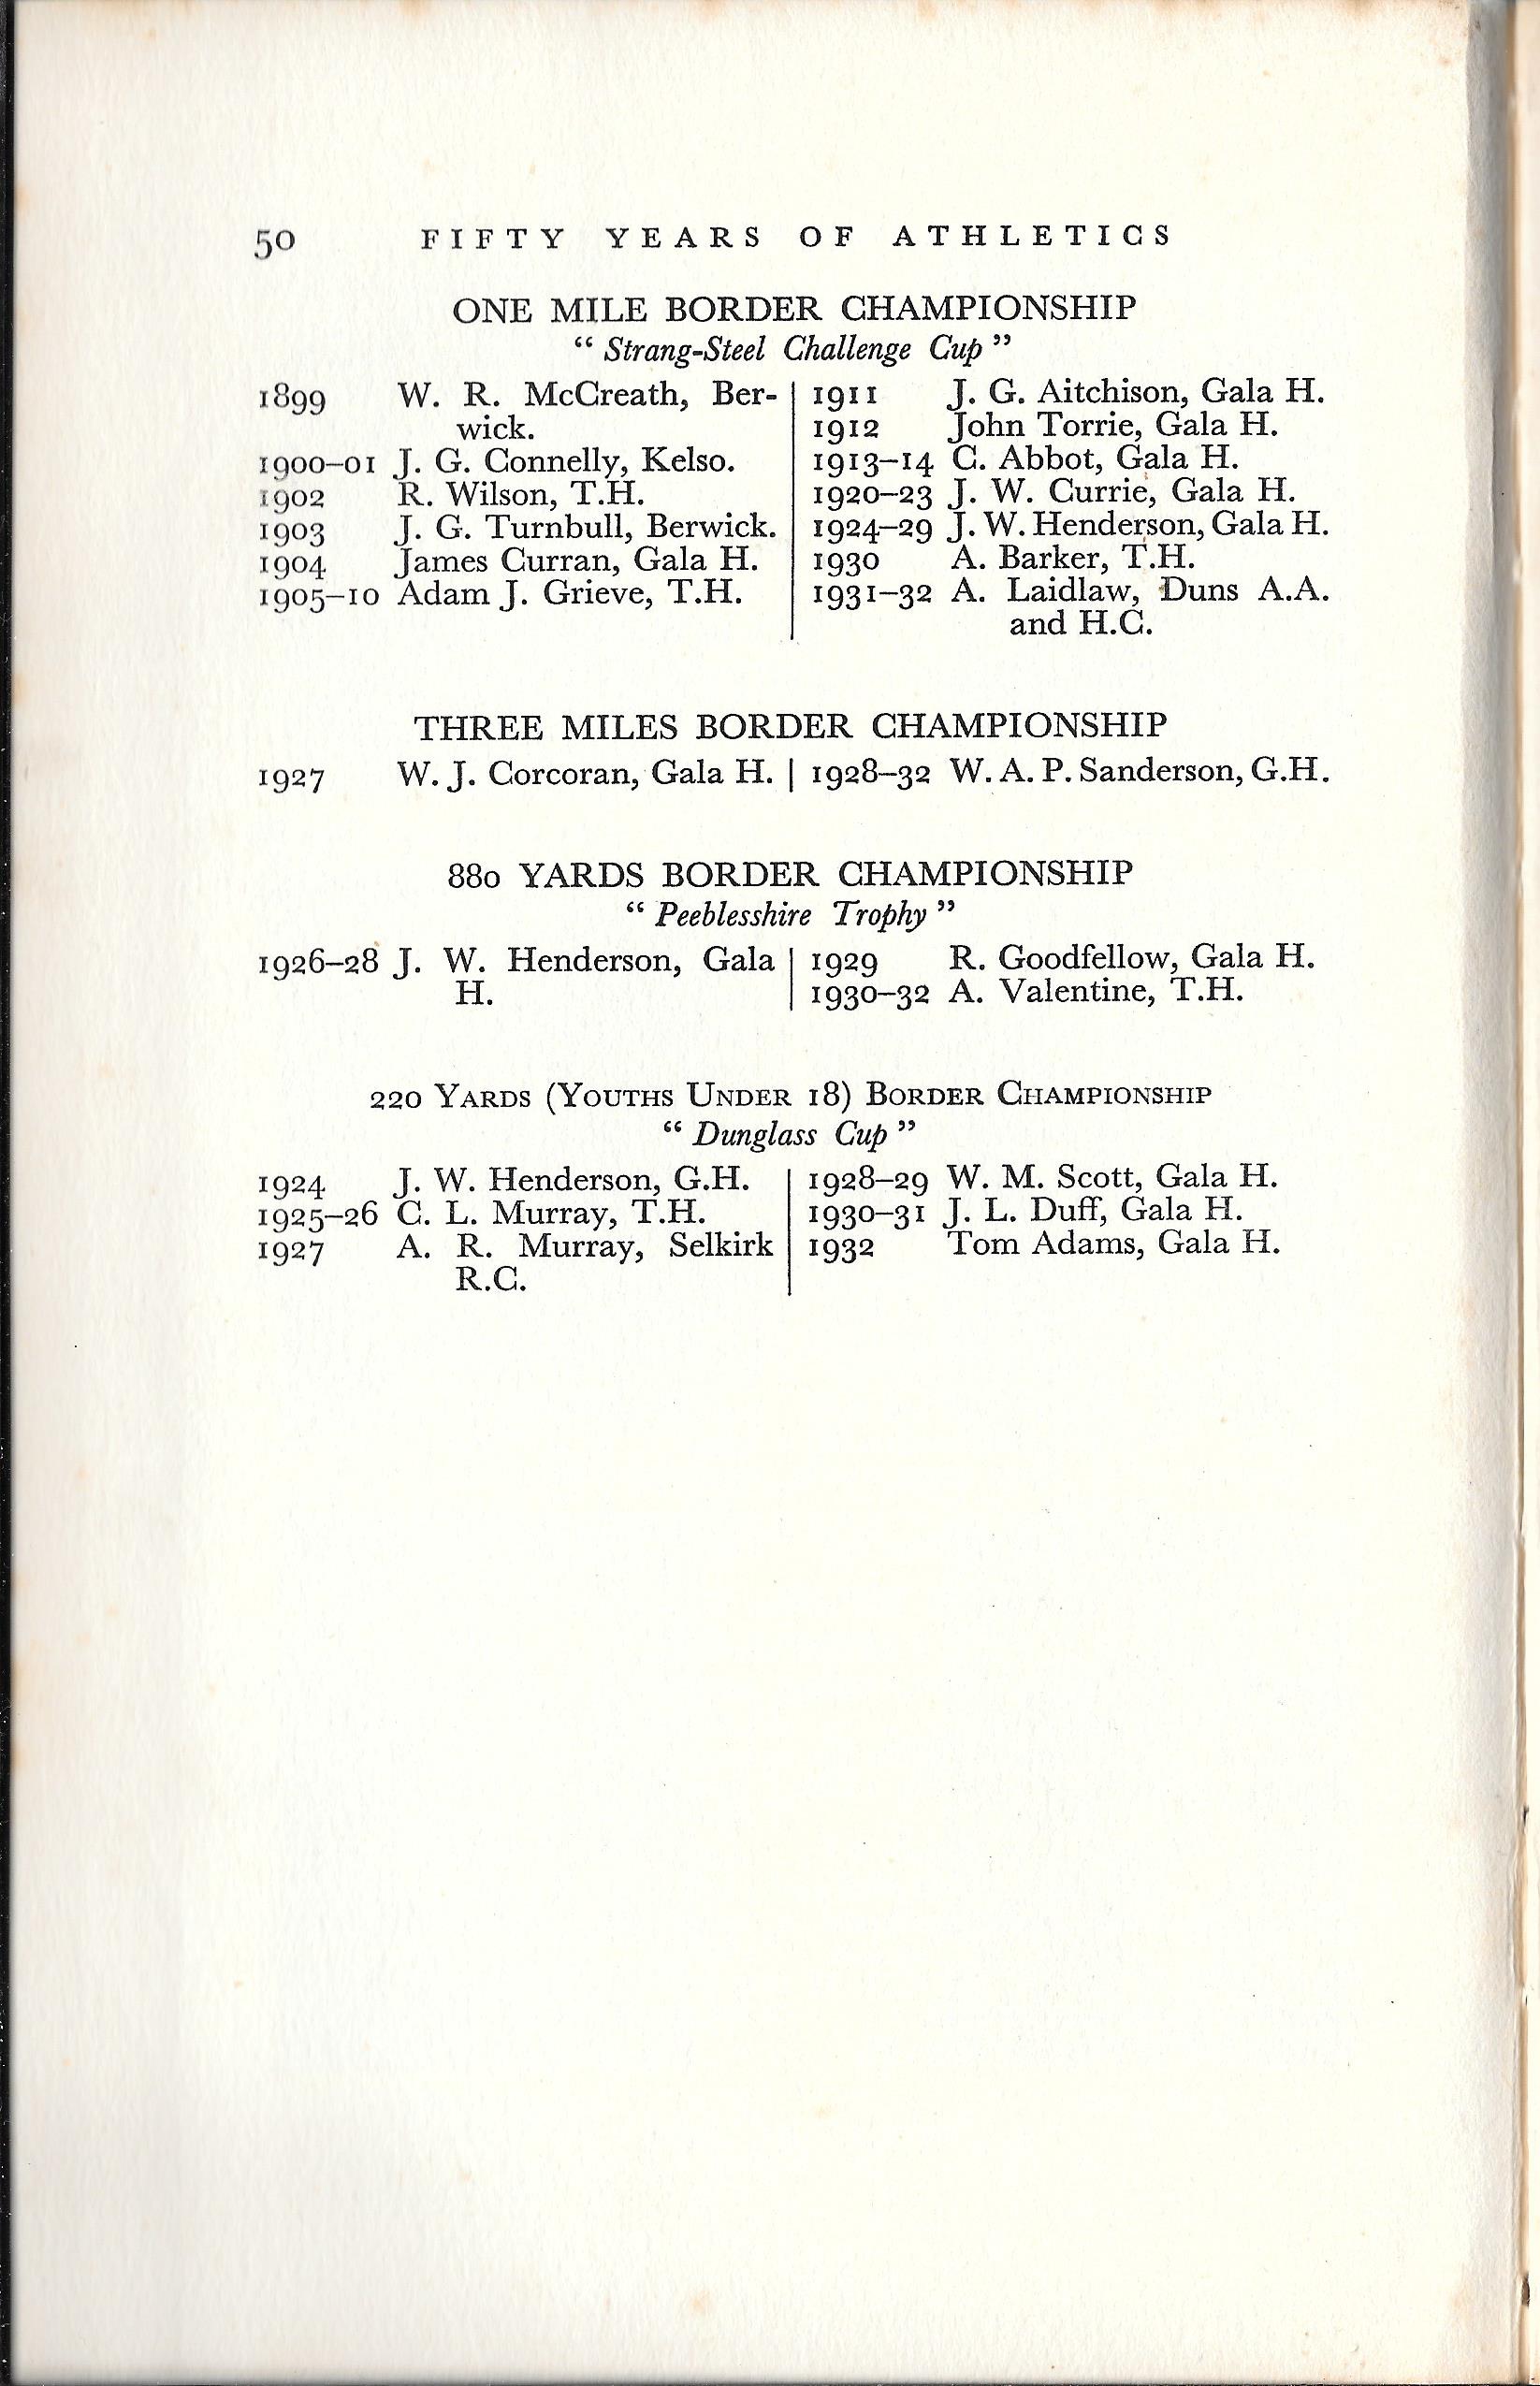 50 FIFTY YEARS OF ATHLETICS
ONE MILE BORDER CHAMPIONSHIP
“ Strang-Steel Challenge Cup ”
1899 W. R. McCreath, Ber-
wick.
1900–01 J. G. Connelly, Kelso.
1902 R. Wilson, T.H.
1903 J. G. Turnbull, Berwick.
1904 James Curran, Gala H.
1905–10 Adam J. Grieve, T.H.
1911 J. G. Aitchison, Gala H.
1912 John Torrie, Gala H.
1913–14 C. Abbot, Gala H.
1920–23 J. W. Currie, Gala H.
1924–29 J. W. Henderson, Gala H.
1930 A. Barker, T.H.
1931–32 A. Laidlaw, Duns A.A.
and H.C.
THREE MILES BORDER CHAMPIONSHIP
1927 W. J. Corcoran, Gala H.
1928–32 W. A. P. Sanderson, G.H.
880 YARDS BORDER CHAMPIONSHIP
“ Peeblesshire Trophy ”
1926–28 J. W. Henderson, Gala
H.
1929 R. Goodfellow, Gala H.
1930–32 A. Valentine, T.H.
220 YARDS (YOUTHS UNDER 18) BORDER CHAMPIONSHIP
“ Dunglass Cup ”
1924 J. W. Henderson, G.H.
1925–26 C. L. Murray, T.H.
1927 A. R. Murray, Selkirk
R.C.
1928–29 W. M. Scott, Gala H.
1930–31 J. L. Duff, Gala H.
1932 Tom Adams, Gala H.